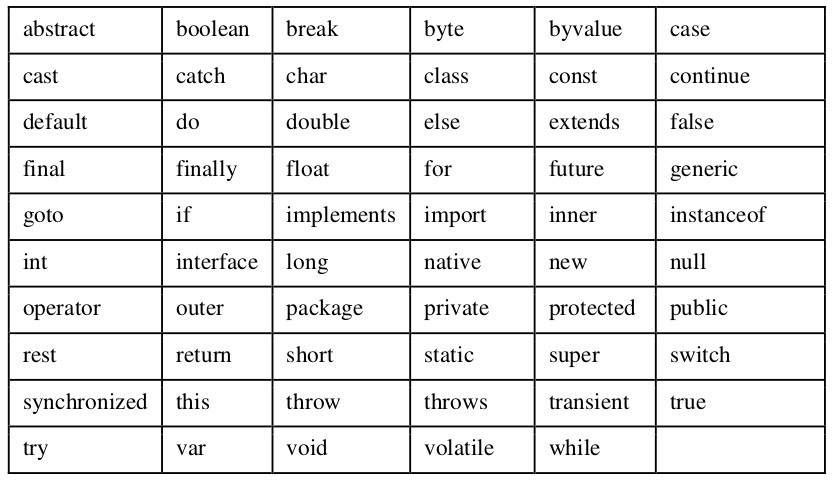 abstract boolean break byte byvalue case
cast catch char class const continue
default do double else extends false
final finally float for future generic
goto if implements import inner instanceof
int interface long native new null
operator outer package private protected public
rest return short static super switch
synchronized this throw throws transient true
try var void volatile while